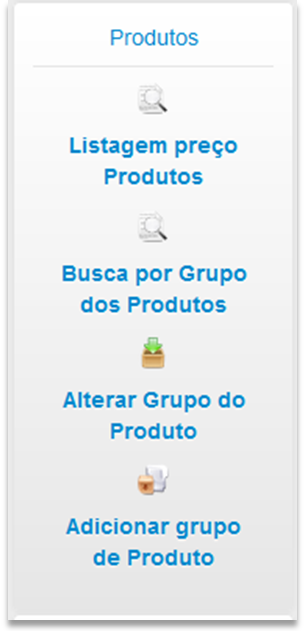 Produtos
Listagem preço
Produtos
Busca por Grupo
dos Produtos
Alterar Grupo do
Produto
Adicionar grupo
de Produto